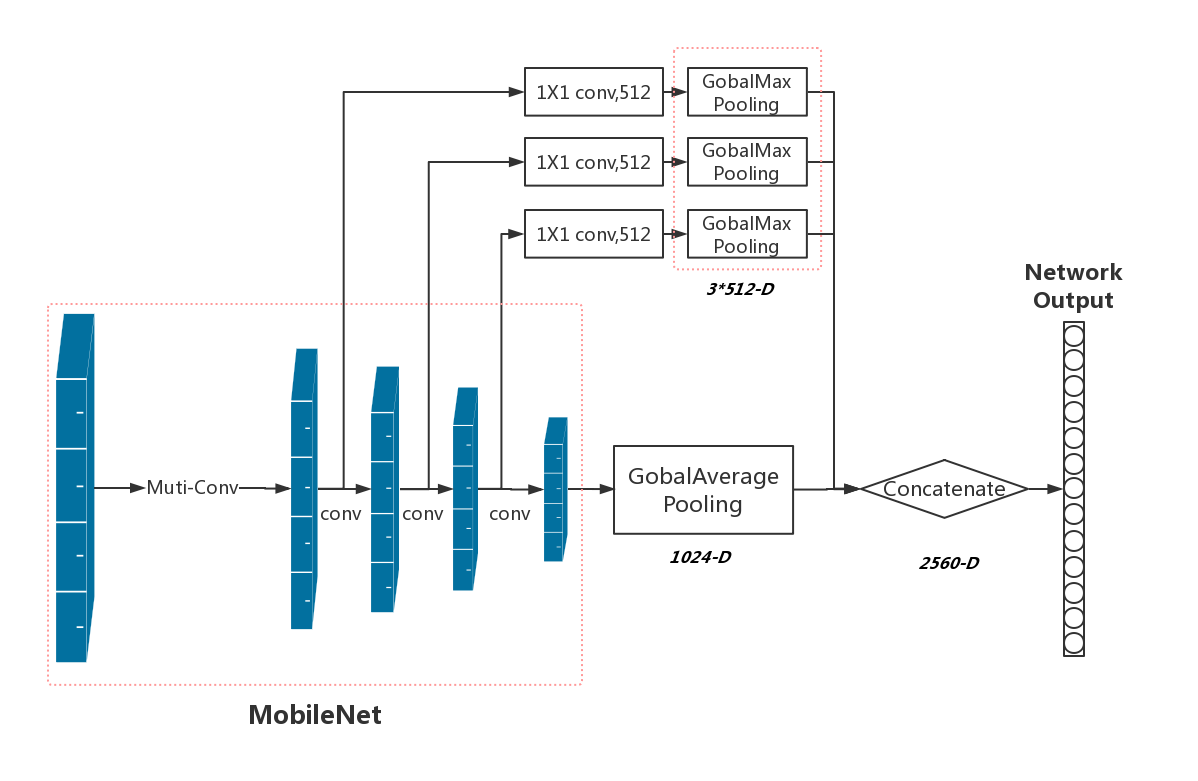 1X1 conv,512
GobalMax
Pooling
1X1 conv,512
GobalMax
Pooling
1X1 conv,512
GobalMax
Pooling
3*512-D
Network
Output
Muti-Conv
conv
conv
conv
GobalAverage
Pooling
1024-D
Concatenate
2560-D
MobileNet